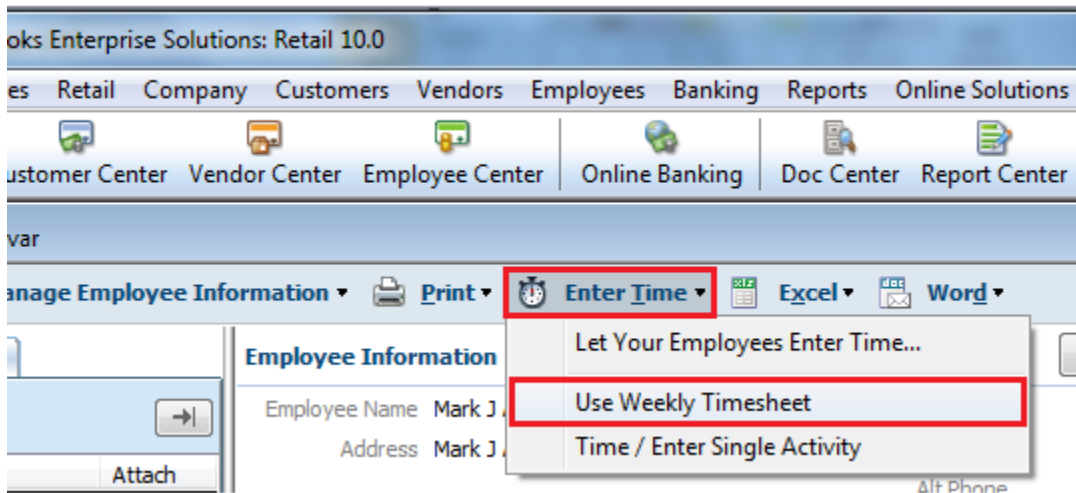 oks Enterprise Solutions: Retail 10.0
es Retail Company Customers Vendors Employees Banking Reports Online Solutions
ustomer Center Vendor Center Employee Center Online Banking Doc Center Report Center
var
anage Employee Information Print Enter Time Excel Word
Let Your Employees Enter Time...
Employee Information
Use Weekly Timesheet
Employee Name Mark J
Time / Enter Single Activity
Address Mark J
Attach
Alt Phone